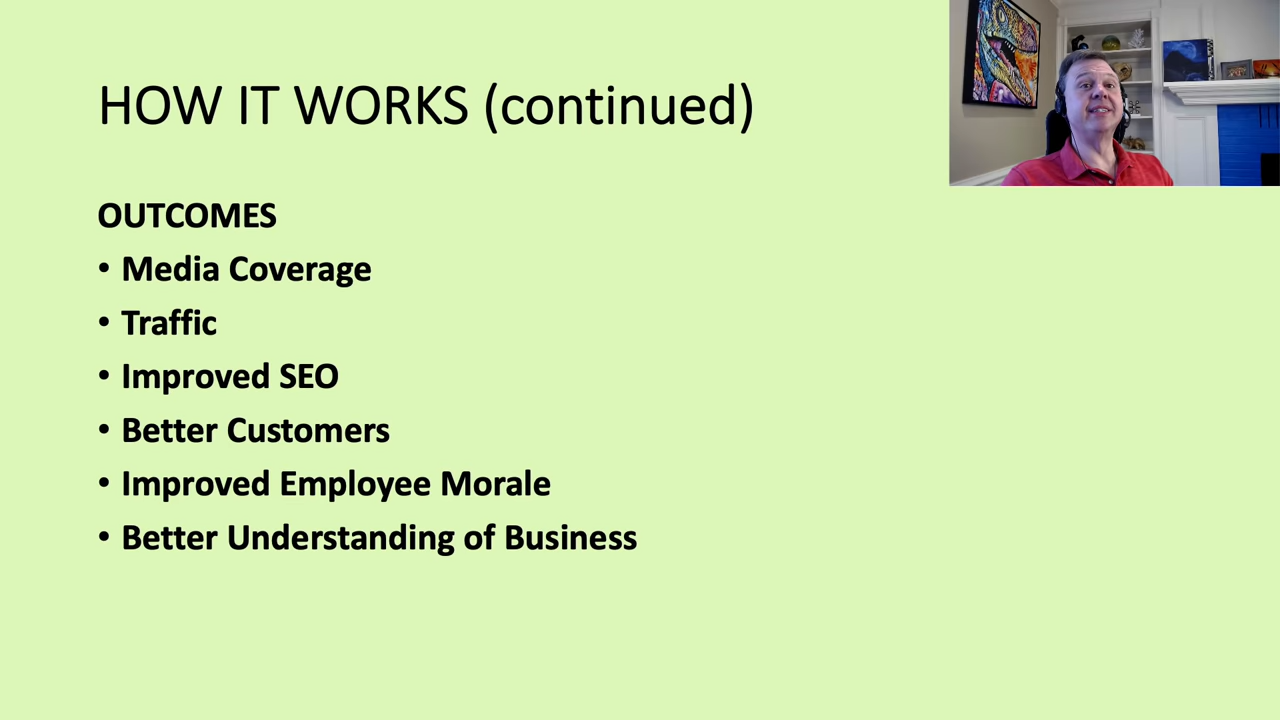 HOW IT WORKS (continued)
OUTCOMES
• Media Coverage
• Traffic
• Improved SEO
• Better Customers
• Improved Employee Morale
• Better Understanding of Business